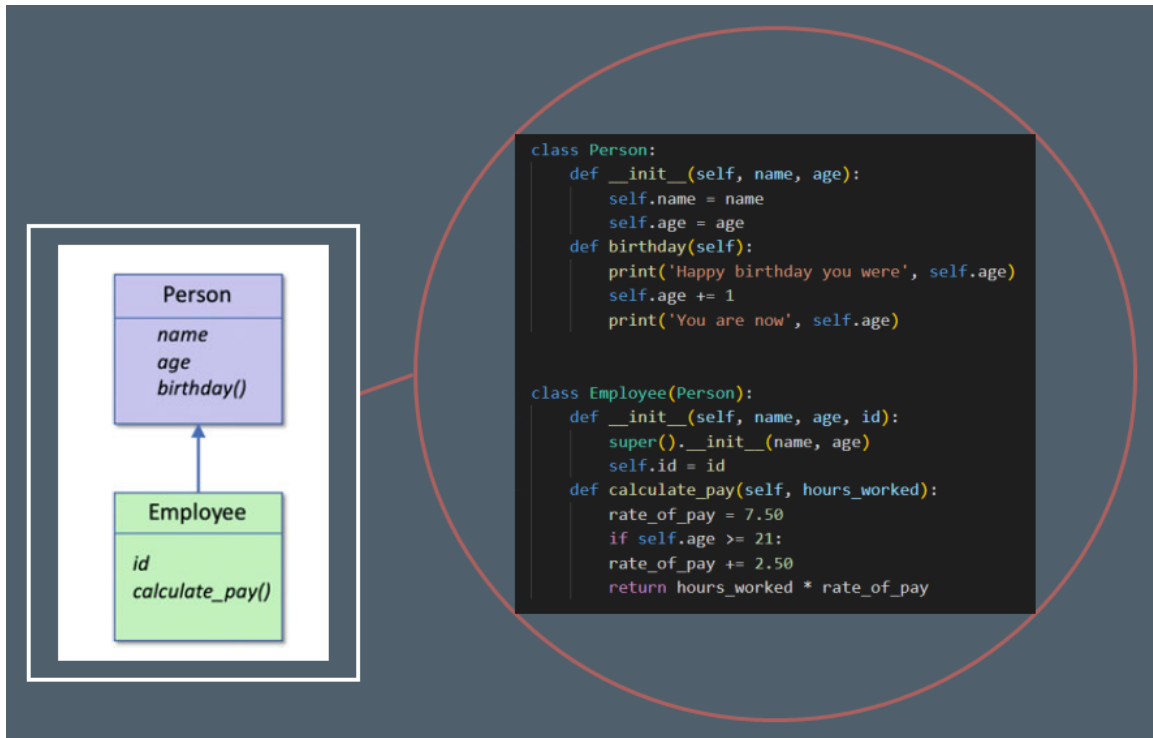 Person
name
age
birthday()
Employee
id
calculate_pay()
class Person:
    def __init__(self, name, age):
        self.name = name
        self.age = age
    def birthday(self):
        print('Happy birthday you were', self.age)
        self.age += 1
        print('You are now', self.age)
class Employee(Person):
    def __init__(self, name, age, id):
        super().__init__(name, age)
        self.id = id
    def calculate_pay(self, hours_worked):
        rate_of_pay = 7.50
        if self.age >= 21:
        rate_of_pay += 2.50
        return hours_worked * rate_of_pay